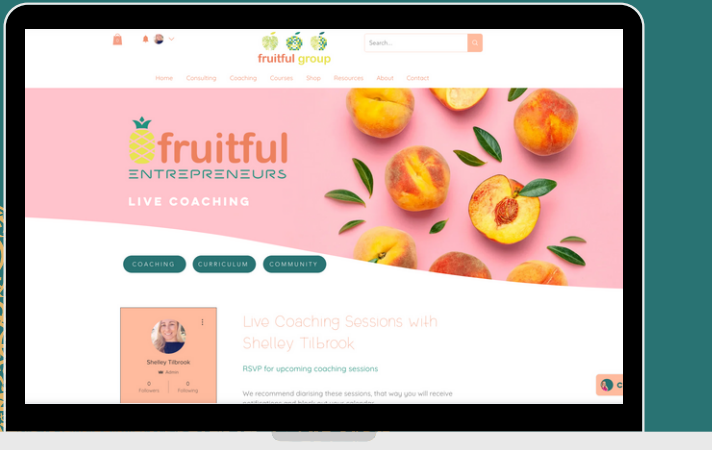 Search...
fruitful group
Home Consulting Coaching Courses Shop Resources About Contact
fruitful
ENTREPRENEURS
LIVE COACHING
COACHING CURRICULUM COMMUNITY
Live Coaching Sessions with
Shelley Tilbrook
Shelley Tilbrook
Admin
0 0
Followers Following
RSVP for upcoming coaching sessions
We recommend diarising these sessions, that way you will receive
C